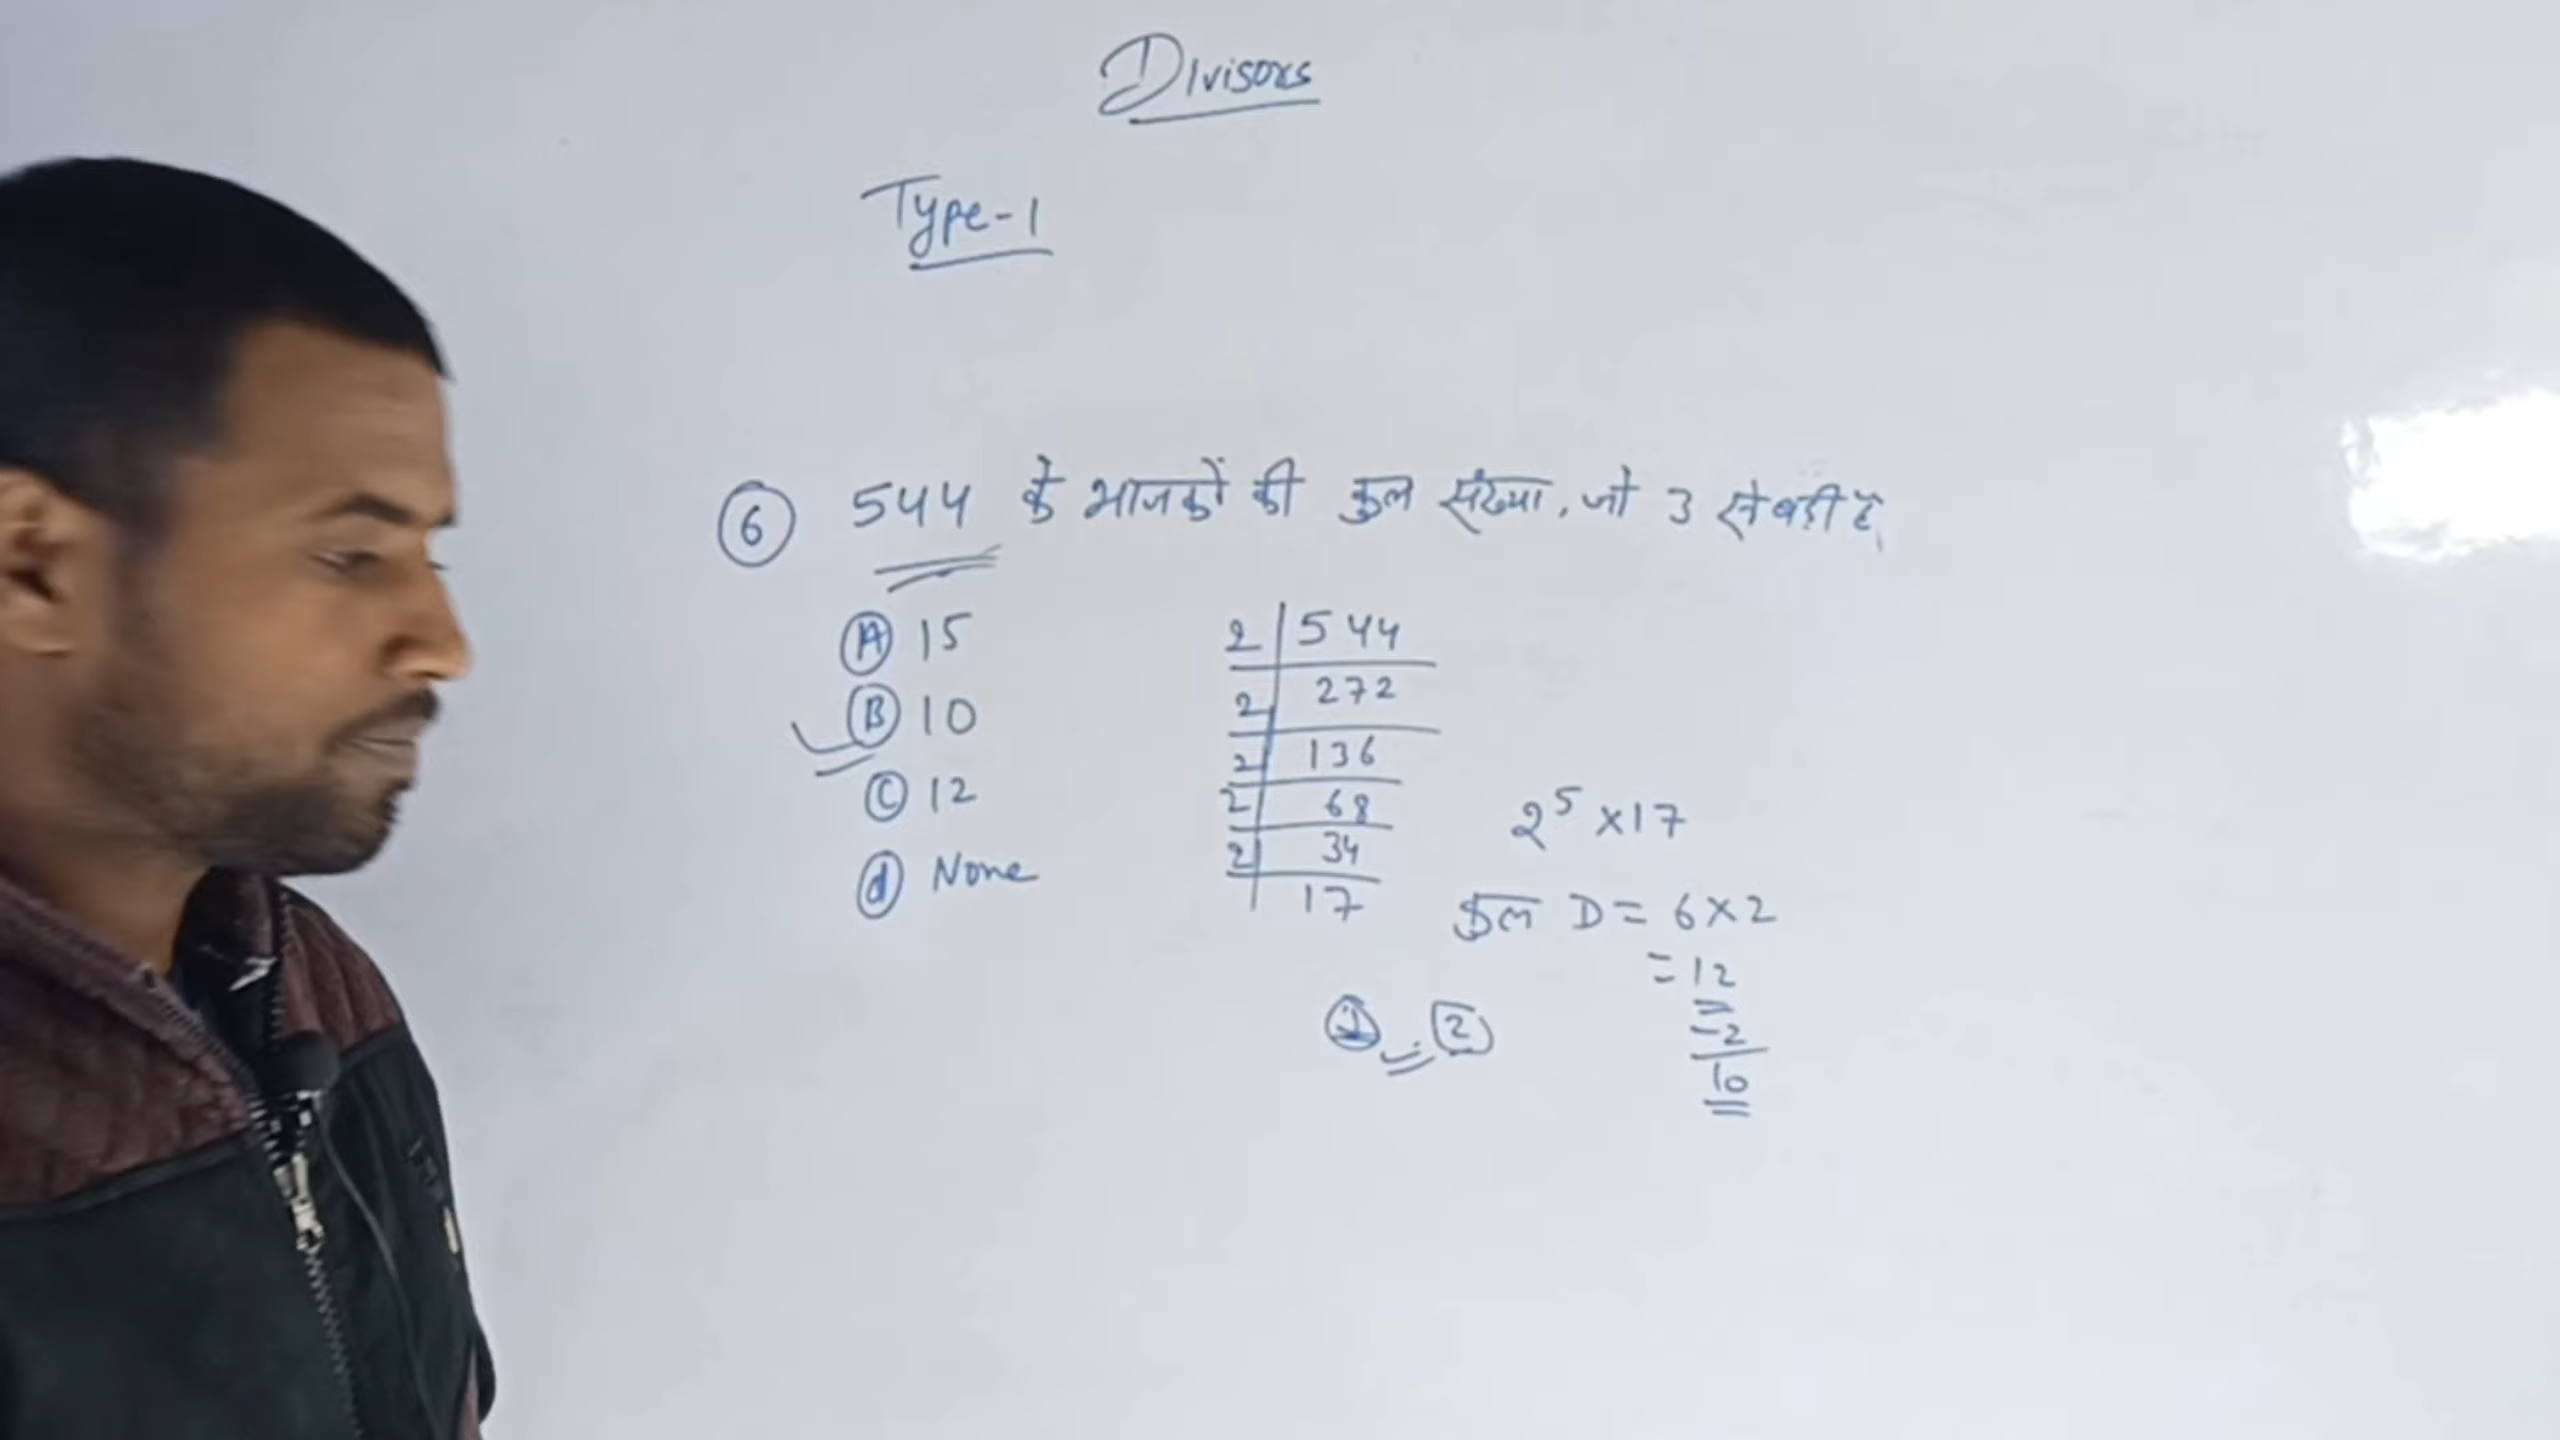 Divisors
Type-1
⑥ 544 के भाजकों की कुल संख्या, जो 3 से बड़ी है,
Ⓐ 15
Ⓑ 10
Ⓒ 12
ⓓ None
2 | 544
2 | 272
2 | 136
2 | 68
2 | 34
17
2⁵ × 17
कुल D = 6 × 2
= 12
- 2
10
1, 2